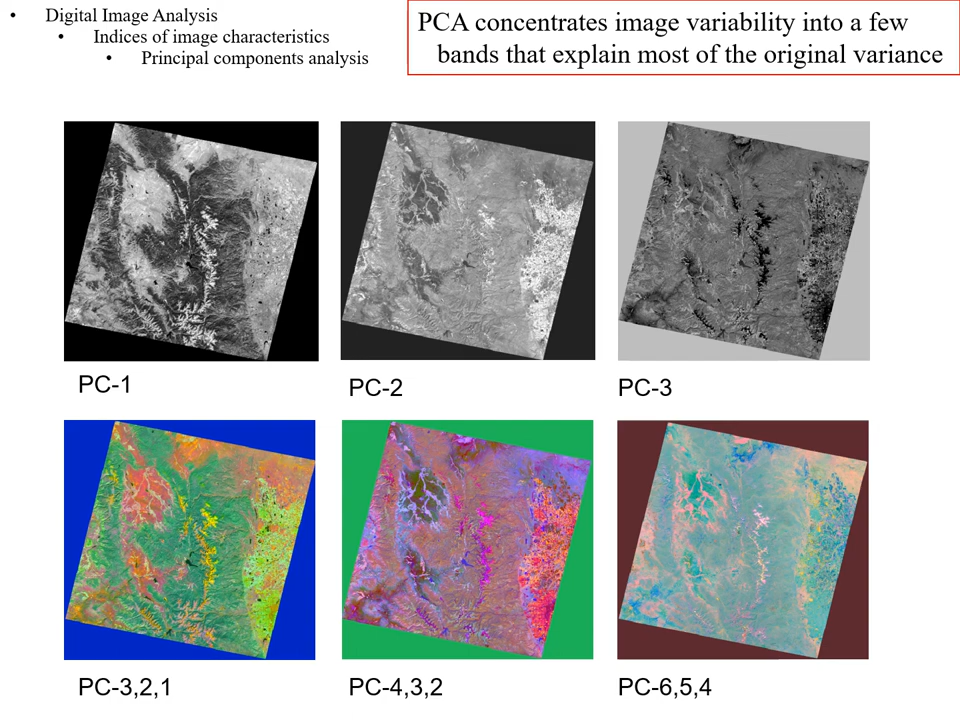 • Digital Image Analysis
• Indices of image characteristics
• Principal components analysis
PCA concentrates image variability into a few
bands that explain most of the original variance
PC-1
PC-2
PC-3
PC-3,2,1
PC-4,3,2
PC-6,5,4